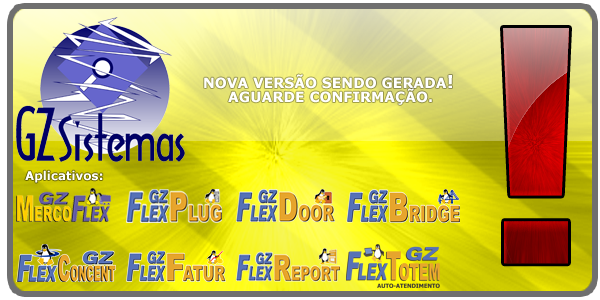 NOVA VERSÃO SENDO GERADA!
AGUARDE CONFIRMAÇÃO.
GZ Sistemas
Aplicativos:
GZ MERCOFLEX
GZ FLEXPLUG
GZ FLEXDOOR
GZ FLEXBRIDGE
GZ FLEXCONCENT
GZ FLEXFATUR
GZ FLEXREPORT
GZ FLEXTOTEM
AUTO-ATENDIMENTO